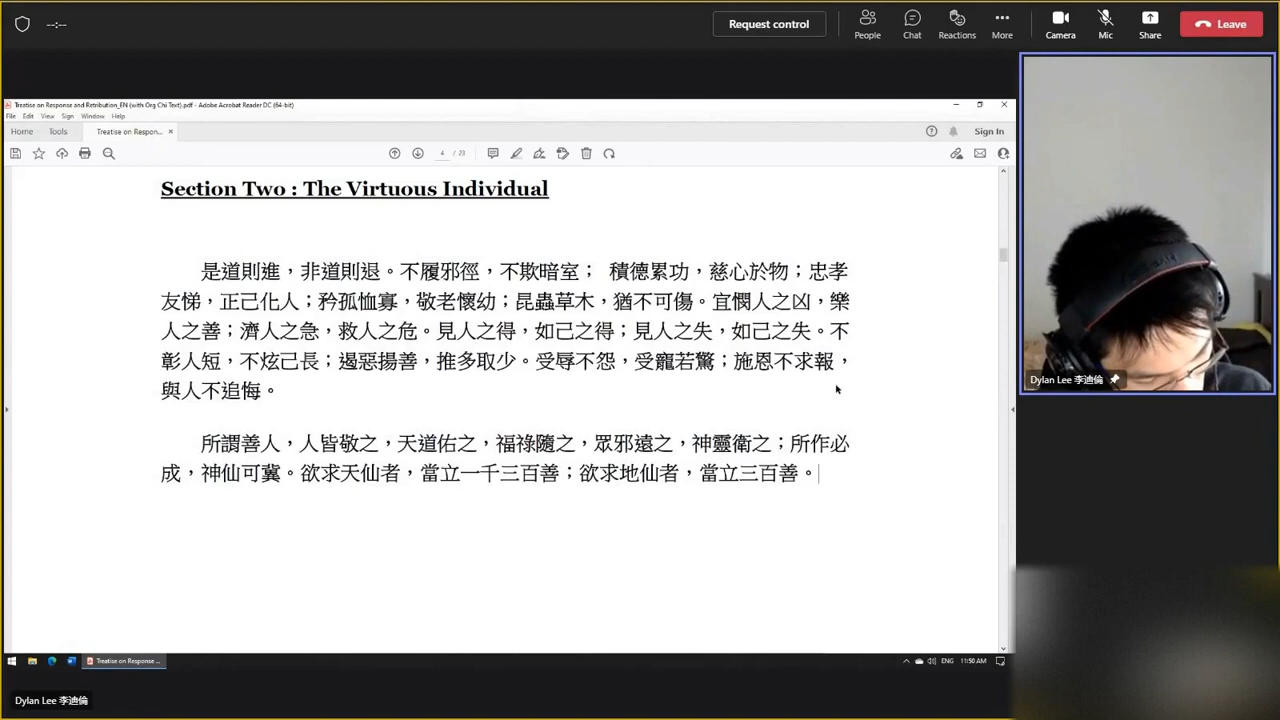 --:--
Request control
People
Chat
Reactions
More
Camera
Mic
Share
Leave
Treatise on Response and Retribution_EN (with Org Chi Text).pdf - Adobe Acrobat Reader DC (64-bit)
File Edit View Sign Window Help
Home Tools Treatise on Respon... × Sign In
4 / 23
Section Two : The Virtuous Individual
是道則進，非道則退。不履邪徑，不欺暗室； 積德累功，慈心於物；忠孝
友悌，正己化人；矜孤恤寡，敬老懷幼；昆蟲草木，猶不可傷。宜憫人之凶，樂
人之善；濟人之急，救人之危。見人之得，如己之得；見人之失，如己之失。不
彰人短，不炫己長；遏惡揚善，推多取少。受辱不怨，受寵若驚；施恩不求報，
與人不追悔。
所謂善人，人皆敬之，天道佑之，福祿隨之，眾邪遠之，神靈衛之；所作必
成，神仙可冀。欲求天仙者，當立一千三百善；欲求地仙者，當立三百善。
Dylan Lee 李迪倫
Treatise on Response ...
ENG 11:50 AM
Dylan Lee 李迪倫